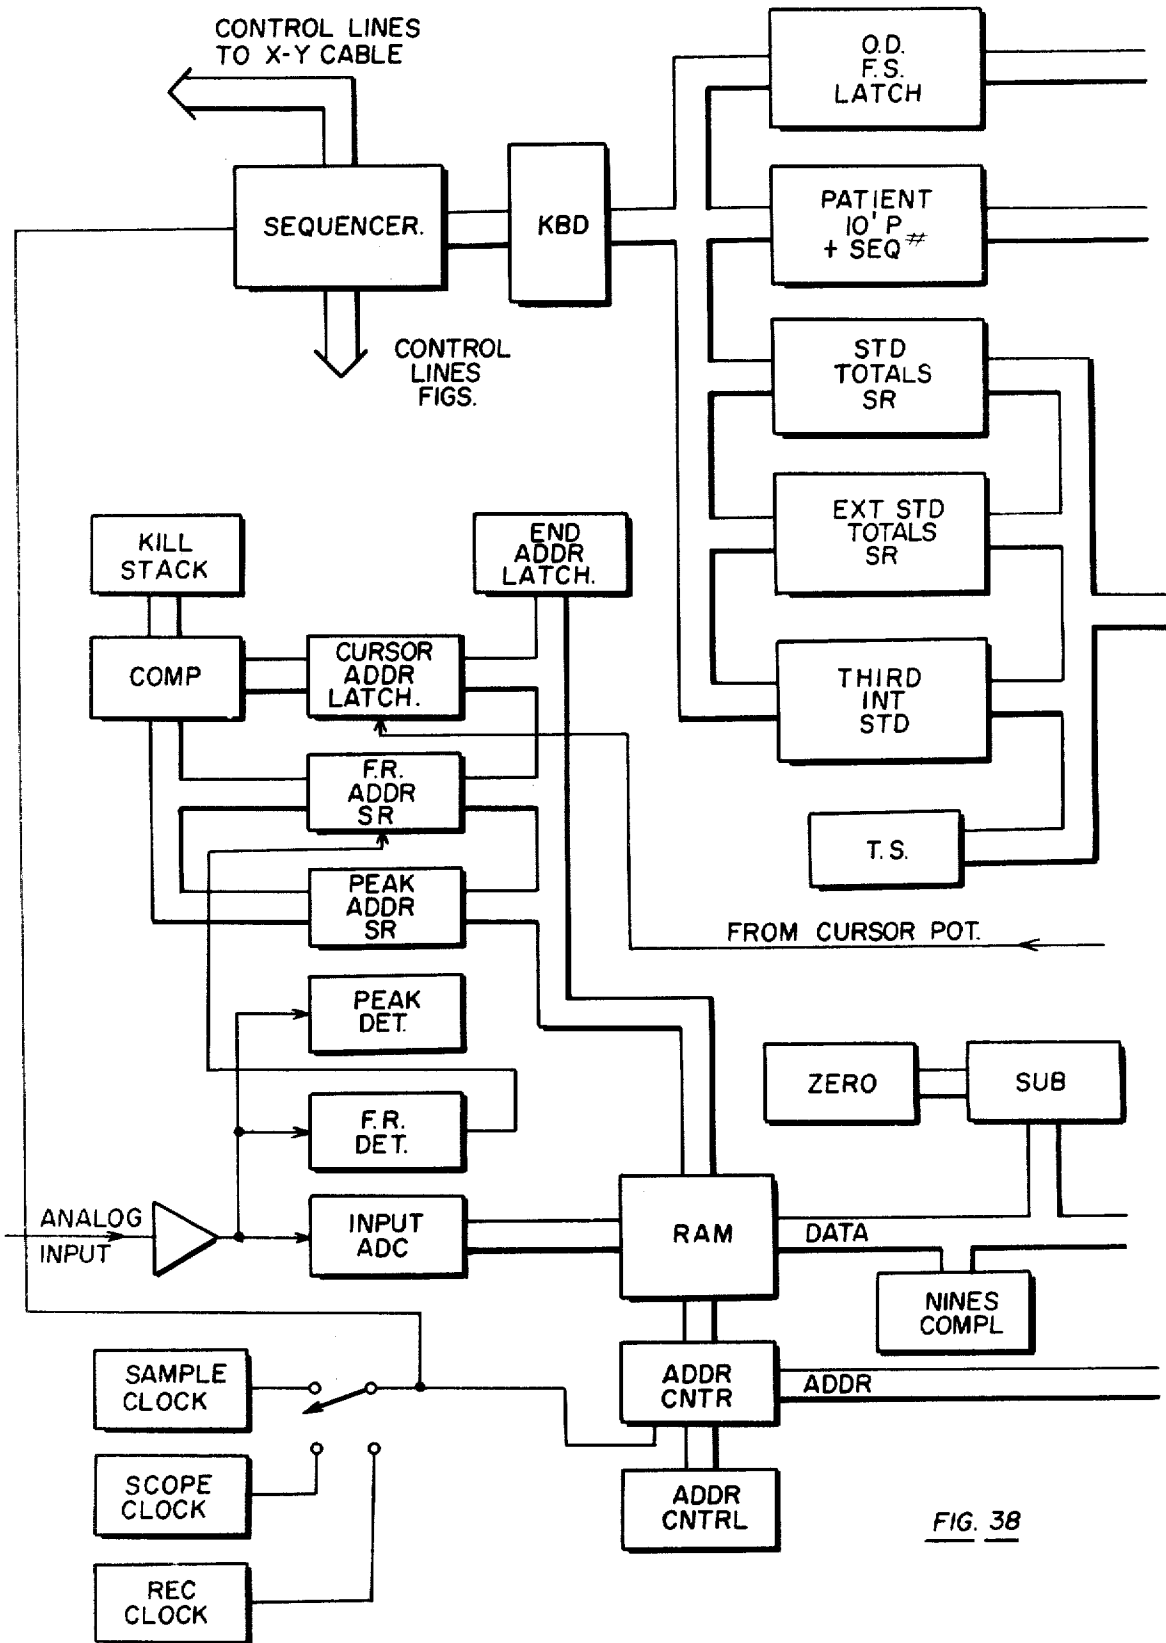 CONTROL LINES
TO X-Y CABLE
O.D.
F.S.
LATCH
SEQUENCER.
KBD
PATIENT
10' P
+ SEQ #
CONTROL
LINES
FIGS.
STD
TOTALS
SR
EXT STD
TOTALS
SR
THIRD
INT
STD
T. S.
KILL
STACK
END
ADDR
LATCH.
COMP
CURSOR
ADDR
LATCH.
F.R.
ADDR
SR
PEAK
ADDR
SR
FROM CURSOR POT.
PEAK
DET.
F.R.
DET.
ZERO
SUB
ANALOG
INPUT
INPUT
ADC
RAM
DATA
NINES
COMPL
SAMPLE
CLOCK
ADDR
CNTR
ADDR
SCOPE
CLOCK
ADDR
CNTRL
REC
CLOCK
FIG. 38